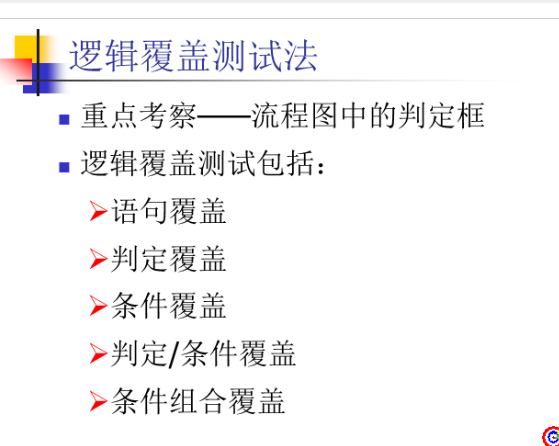 逻辑覆盖测试法
重点考察——流程图中的判定框
逻辑覆盖测试包括：
语句覆盖
判定覆盖
条件覆盖
判定/条件覆盖
条件组合覆盖